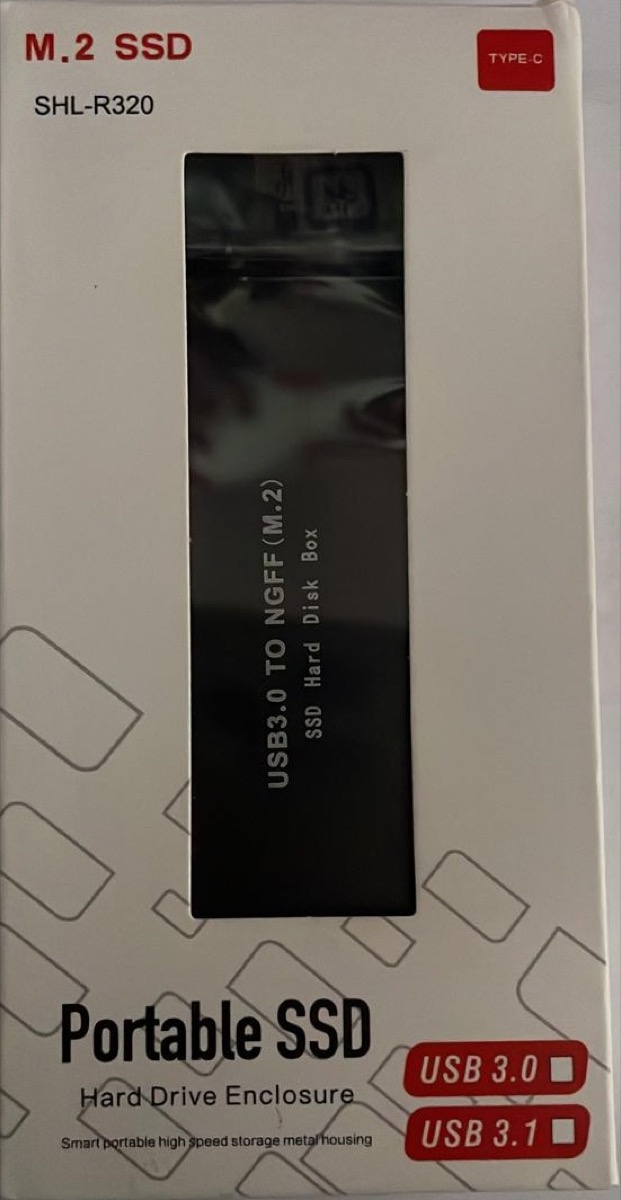 M.2 SSD
TYPE-C
SHL-R320
USB3.0 TO NGFF(M.2)
SSD Hard Disk Box
Portable SSD
Hard Drive Enclosure
Smart portable high speed storage metal housing
USB 3.0
USB 3.1